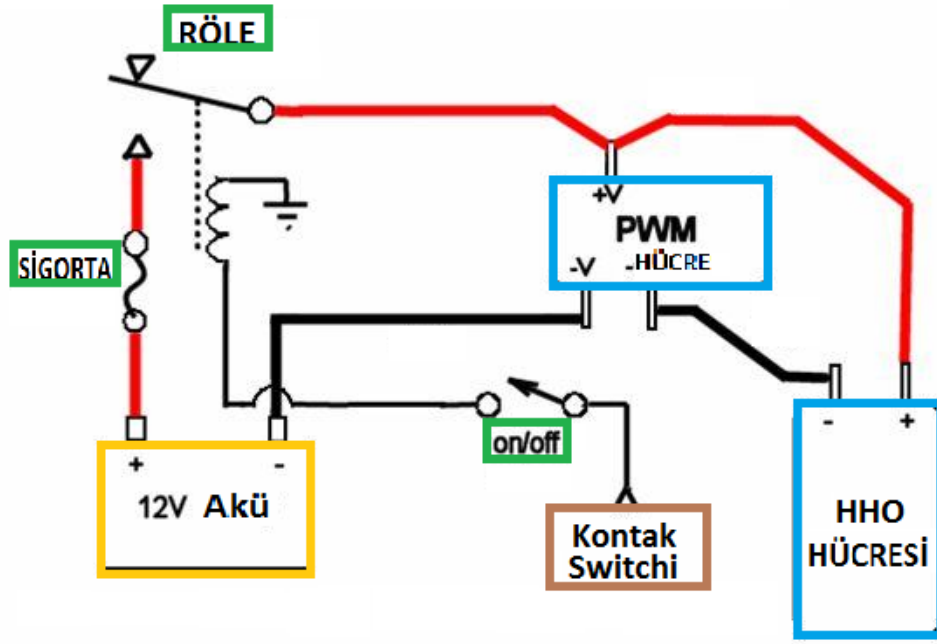 RÖLE
+V
PWM
-V -HÜCRE
SİGORTA
on/off
- +
+ -
12V Akü
HHO
HÜCRESİ
Kontak
Switchi